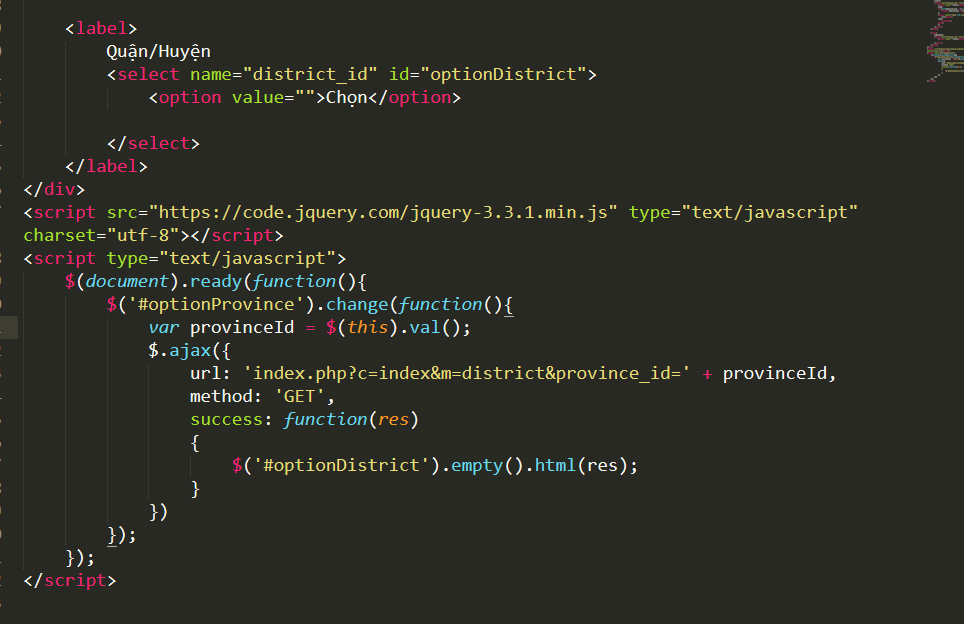 <label>
Quận/Huyện
<select name="district_id" id="optionDistrict">
<option value="">Chọn</option>
</select>
</label>
</div>
<script src="https://code.jquery.com/jquery-3.3.1.min.js" type="text/javascript"
charset="utf-8"></script>
<script type="text/javascript">
$(document).ready(function(){
$('#optionProvince').change(function(){
var provinceId = $(this).val();
$.ajax({
url: 'index.php?c=index&m=district&province_id=' + provinceId,
method: 'GET',
success: function(res)
{
$('#optionDistrict').empty().html(res);
}
})
});
});
</script>